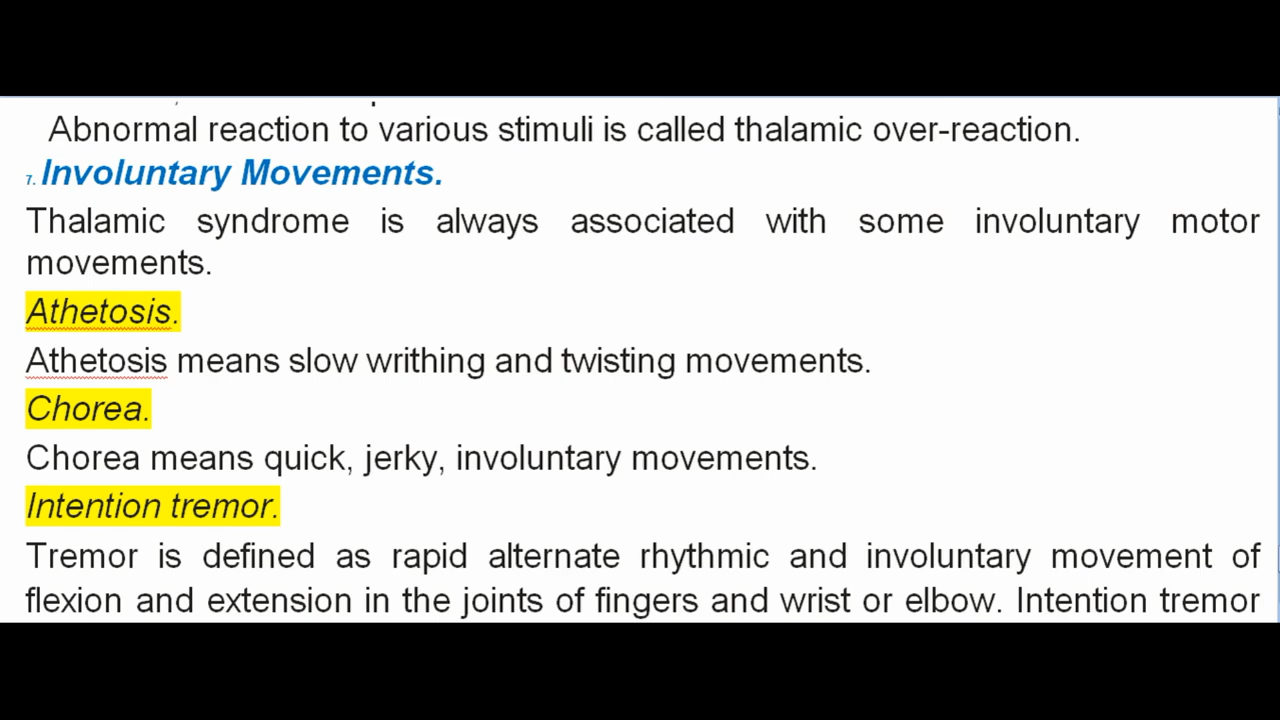 Abnormal reaction to various stimuli is called thalamic over-reaction.
7. Involuntary Movements.
Thalamic syndrome is always associated with some involuntary motor
movements.
Athetosis.
Athetosis means slow writhing and twisting movements.
Chorea.
Chorea means quick, jerky, involuntary movements.
Intention tremor.
Tremor is defined as rapid alternate rhythmic and involuntary movement of
flexion and extension in the joints of fingers and wrist or elbow. Intention tremor